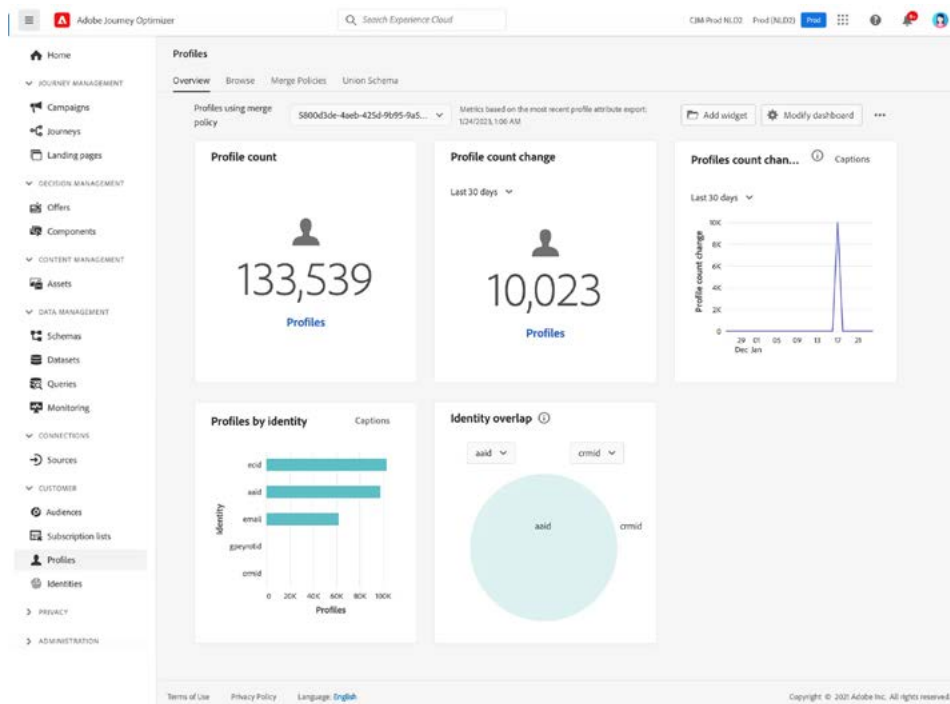 Adobe Journey Optimizer
Search Experience Cloud
CJM Prod NLD2 Prod (NLD2) Prod
Home
JOURNEY MANAGEMENT
Campaigns
Journeys
Landing pages
DECISION MANAGEMENT
Offers
Components
CONTENT MANAGEMENT
Assets
DATA MANAGEMENT
Schemas
Datasets
Queries
Monitoring
CONNECTIONS
Sources
CUSTOMER
Audiences
Subscription lists
Profiles
Identities
PRIVACY
ADMINISTRATION
Profiles
Overview Browse Merge Policies Union Schema
Profiles using merge
policy
5800d3de-4aeb-425d-9b95-9a5...
Metrics based on the most recent profile attribute export:
1/24/2023, 1:00 AM
Add widget
Modify dashboard
Profile count
133,539
Profiles
Profile count change
Last 30 days
10,023
Profiles
Profiles count chan... Captions
Last 30 days
Profile count change
10K
8K
6K
4K
2K
0
29 01 05 09 13 17 21
Dec Jan
Profiles by identity Captions
Identity
ecid
aaid
email
crmid
0 20K 40K 60K 80K 100K
Profiles
Identity overlap
aaid crmid
aaid crmid
Terms of Use Privacy Policy Language: English
Copyright © 2021 Adobe Inc. All rights reserved.